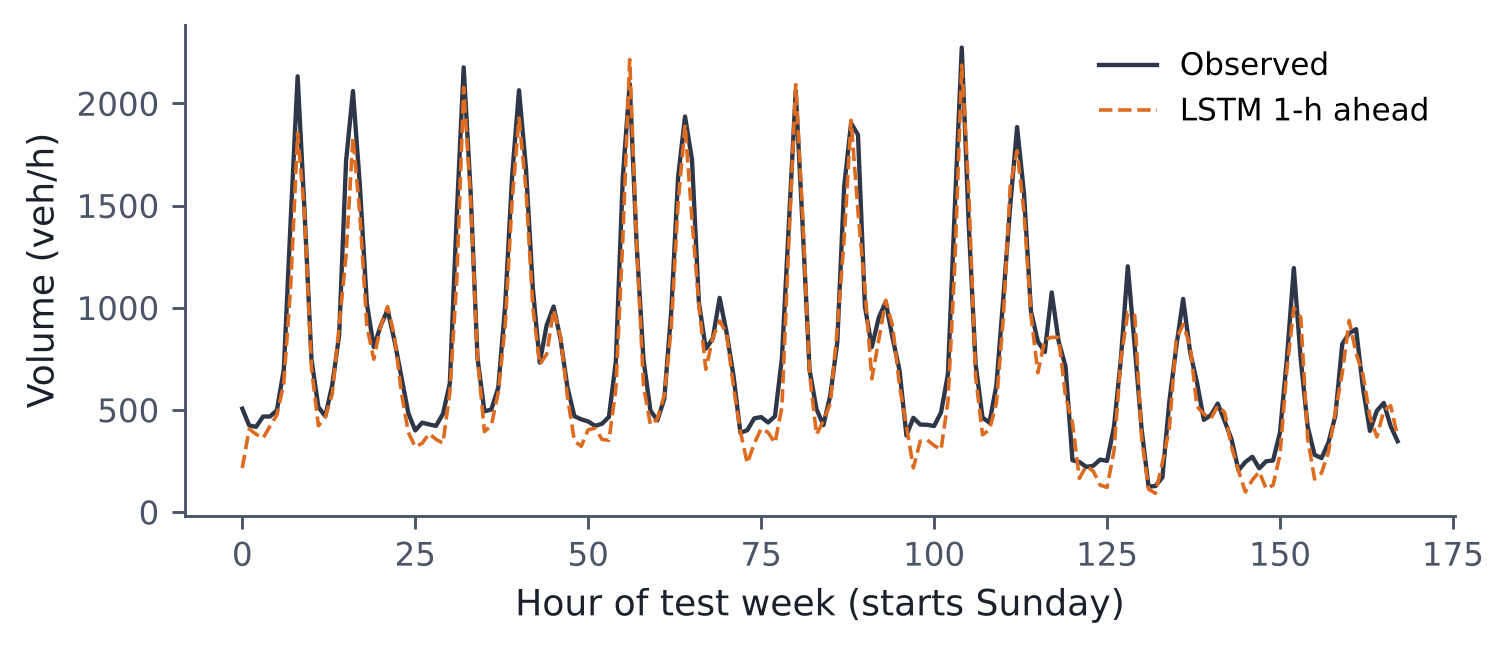 Volume (veh/h)
2000
1500
1000
500
0
Observed
LSTM 1-h ahead
0 25 50 75 100 125 150 175
Hour of test week (starts Sunday)